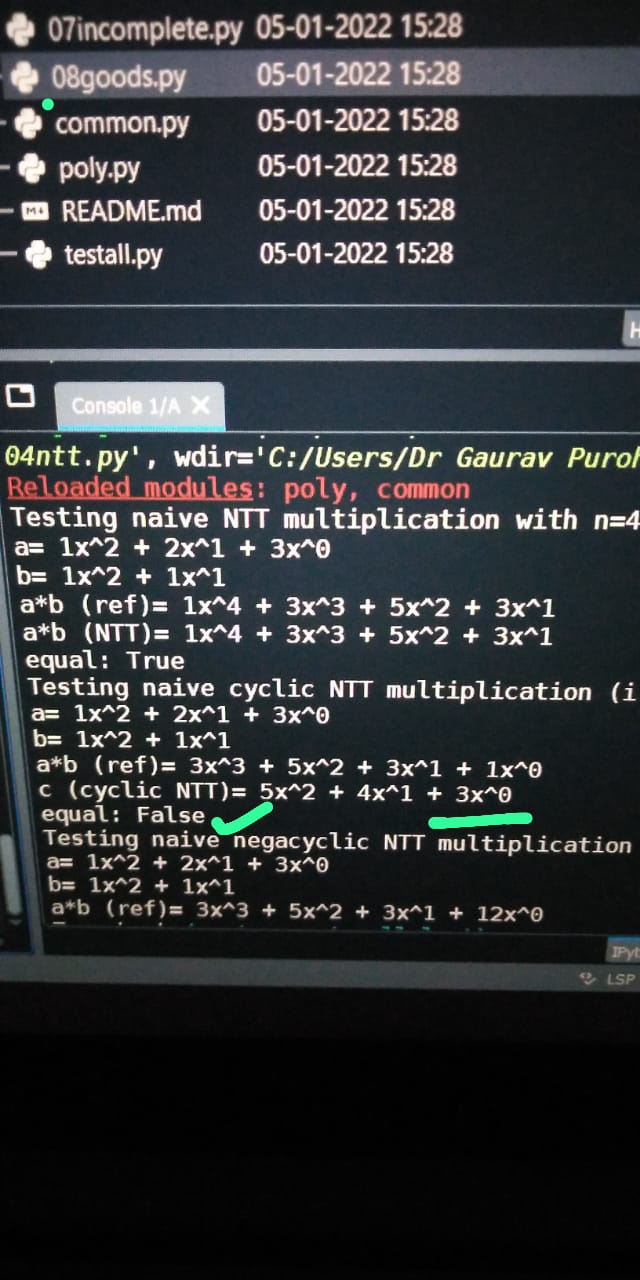 07incomplete.py 05-01-2022 15:28
08goods.py 05-01-2022 15:28
common.py 05-01-2022 15:28
poly.py 05-01-2022 15:28
README.md 05-01-2022 15:28
testall.py 05-01-2022 15:28
H
Console 1/A
04ntt.py', wdir='C:/Users/Dr Gaurav Puroh
Reloaded modules: poly, common
Testing naive NTT multiplication with n=4
a= 1x^2 + 2x^1 + 3x^0
b= 1x^2 + 1x^1
a*b (ref)= 1x^4 + 3x^3 + 5x^2 + 3x^1
a*b (NTT)= 1x^4 + 3x^3 + 5x^2 + 3x^1
equal: True
Testing naive cyclic NTT multiplication (i
a= 1x^2 + 2x^1 + 3x^0
b= 1x^2 + 1x^1
a*b (ref)= 3x^3 + 5x^2 + 3x^1 + 1x^0
c (cyclic NTT)= 5x^2 + 4x^1 + 3x^0
equal: False
Testing naive negacyclic NTT multiplication
a= 1x^2 + 2x^1 + 3x^0
b= 1x^2 + 1x^1
a*b (ref)= 3x^3 + 5x^2 + 3x^1 + 12x^0
IPyt
LSP